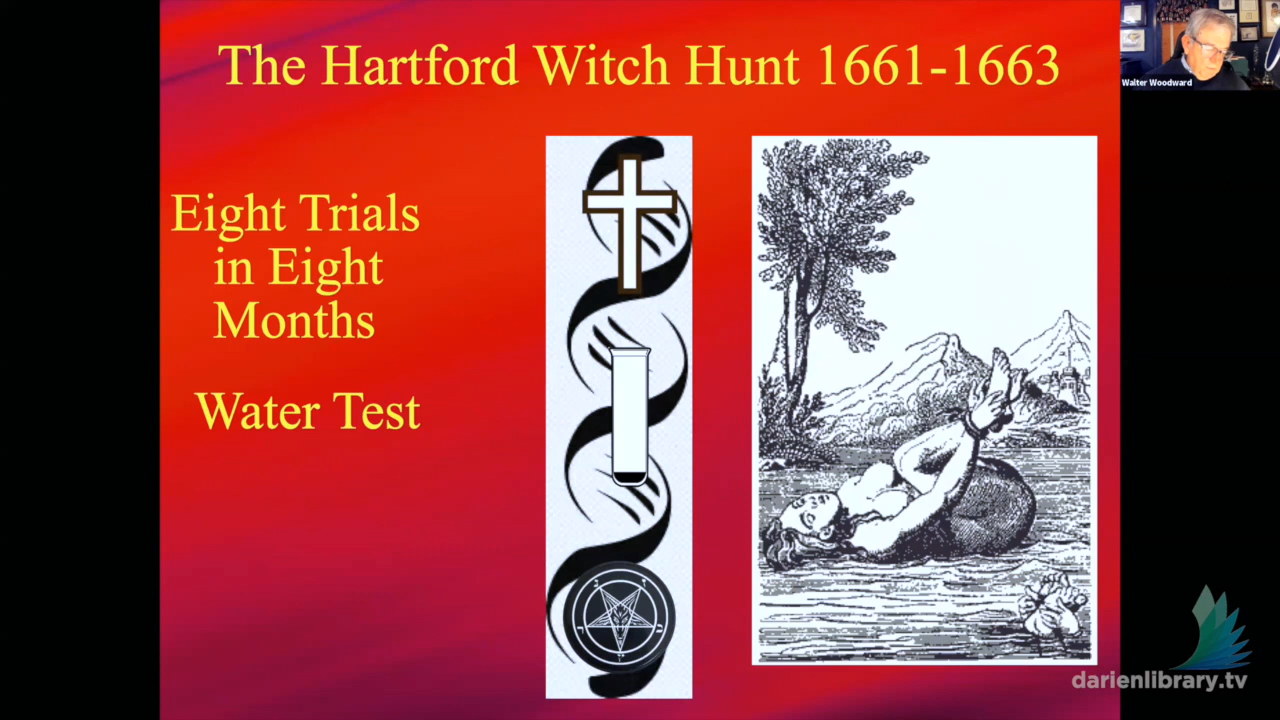 The Hartford Witch Hunt 1661-1663
Walter Woodward
Eight Trials
in Eight
Months
Water Test
darienlibrary.tv